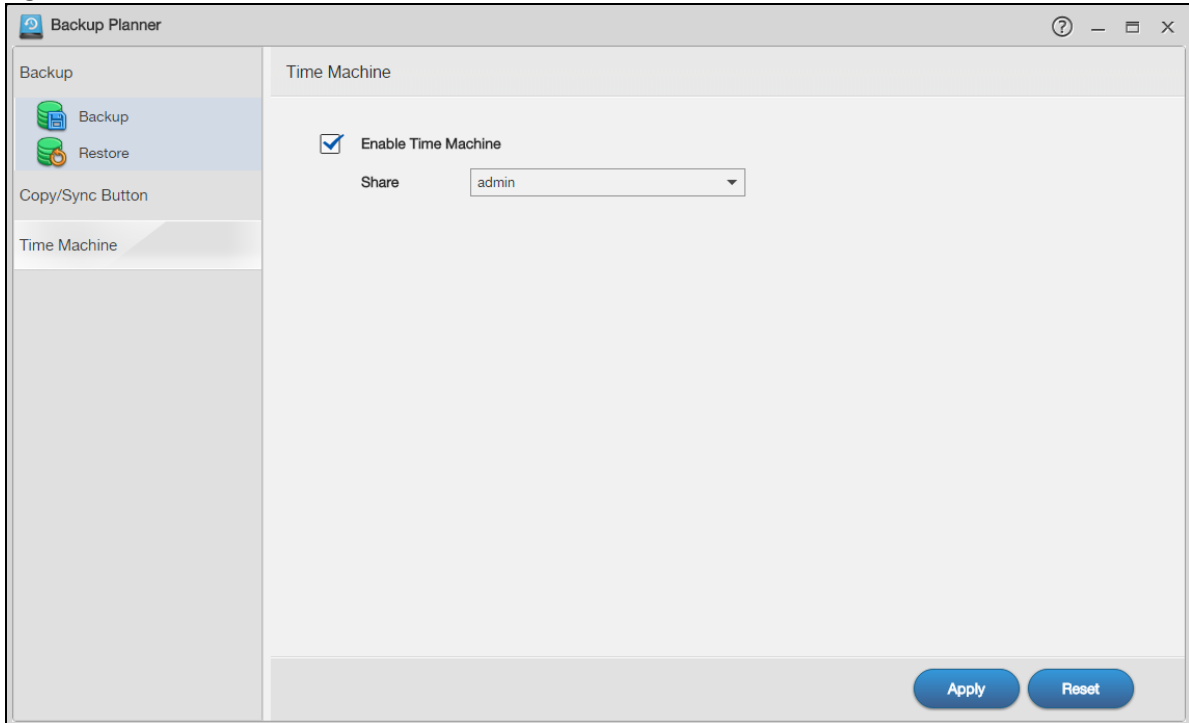 Backup Planner
Backup
Time Machine
Backup
Restore
Enable Time Machine
Share admin
Copy/Sync Button
Time Machine
Apply Reset